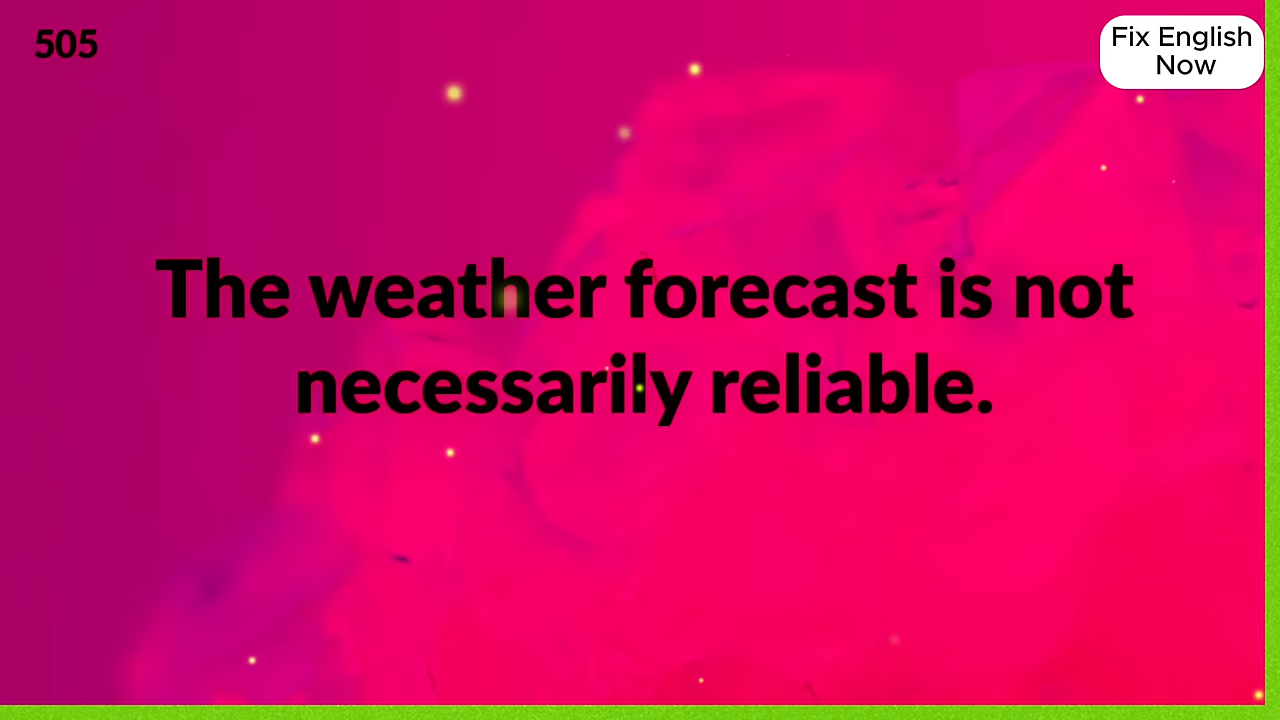 505
Fix English
Now
The weather forecast is not
necessarily reliable.